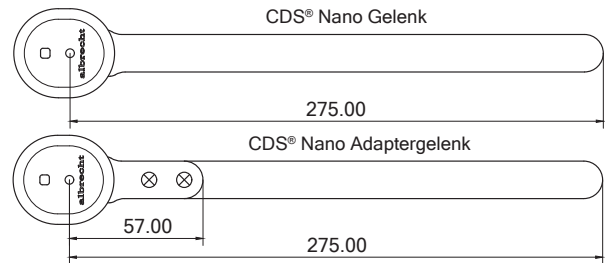 CDS® Nano Gelenk
albrecht
275.00
CDS® Nano Adaptergelenk
albrecht
57.00
275.00